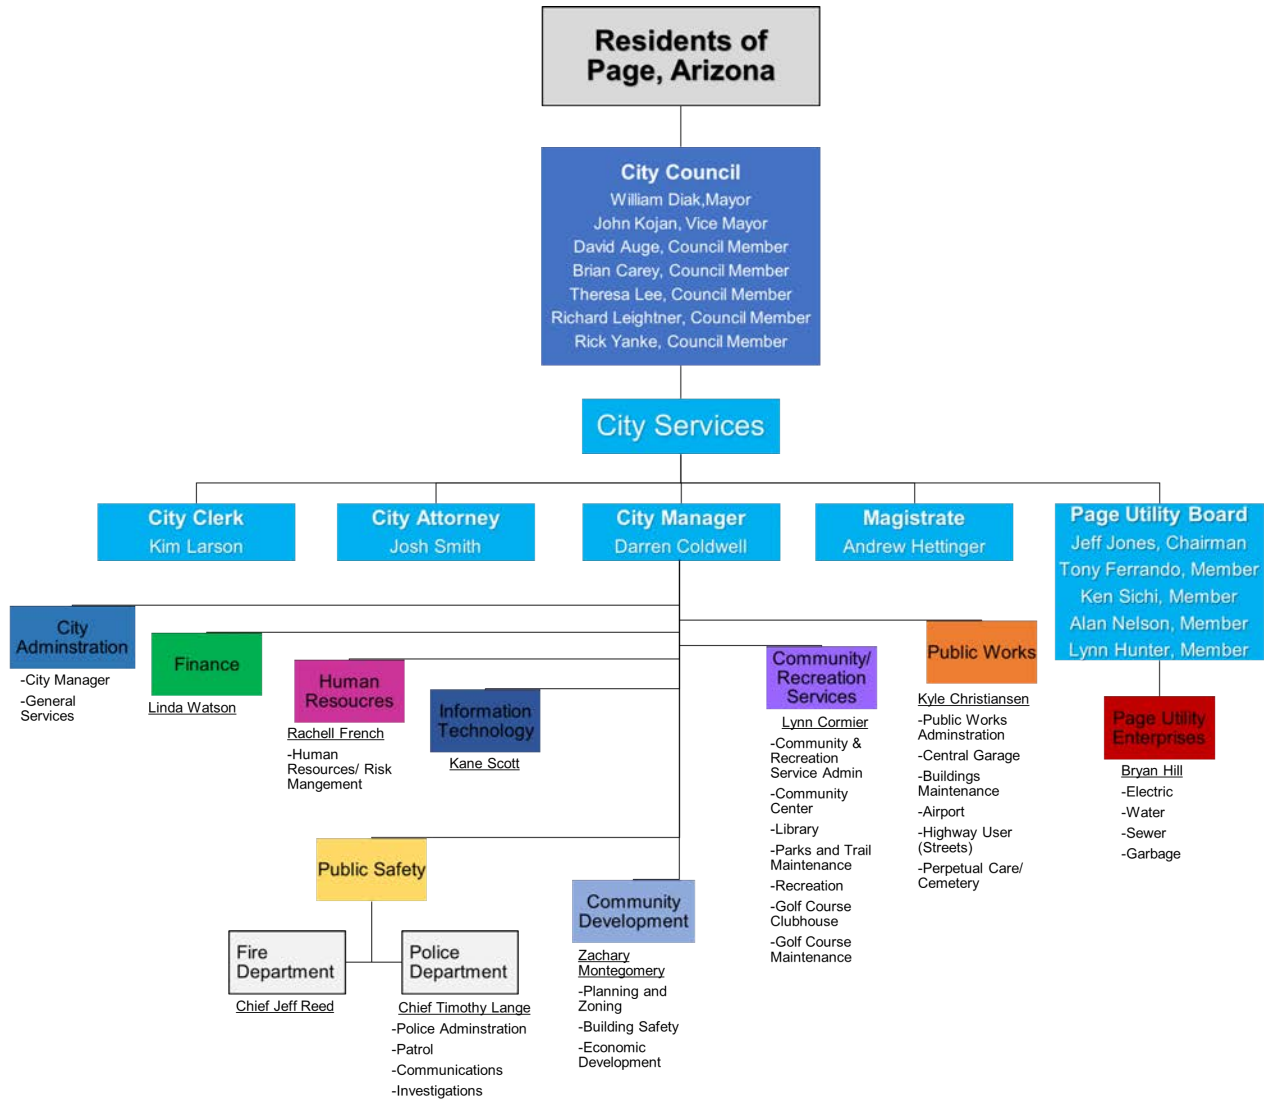 Residents of
Page, Arizona
City Council
William Diak,Mayor
John Kojan, Vice Mayor
David Auge, Council Member
Brian Carey, Council Member
Theresa Lee, Council Member
Richard Leightner, Council Member
Rick Yanke, Council Member
City Services
City Clerk
Kim Larson
City Attorney
Josh Smith
City Manager
Darren Coldwell
Magistrate
Andrew Hettinger
Page Utility Board
Jeff Jones, Chairman
Tony Ferrando, Member
Ken Sichi, Member
Alan Nelson, Member
Lynn Hunter, Member
City
Adminstration
-City Manager
-General
Services
Finance
Linda Watson
Human
Resoucres
Rachell French
-Human
Resources/ Risk
Mangement
Information
Technology
Kane Scott
Community/
Recreation
Services
Lynn Cormier
-Community &
Recreation
Service Admin
-Community
Center
-Library
-Parks and Trail
Maintenance
-Recreation
-Golf Course
Clubhouse
-Golf Course
Maintenance
Public Works
Kyle Christiansen
-Public Works
Adminstration
-Central Garage
-Buildings
Maintenance
-Airport
-Highway User
(Streets)
-Perpetual Care/
Cemetery
Page Utility
Enterprises
Bryan Hill
-Electric
-Water
-Sewer
-Garbage
Public Safety
Fire
Department
Chief Jeff Reed
Police
Department
Chief Timothy Lange
-Police Adminstration
-Patrol
-Communications
-Investigations
Community
Development
Zachary
Montegomery
-Planning and
Zoning
-Building Safety
-Economic
Development